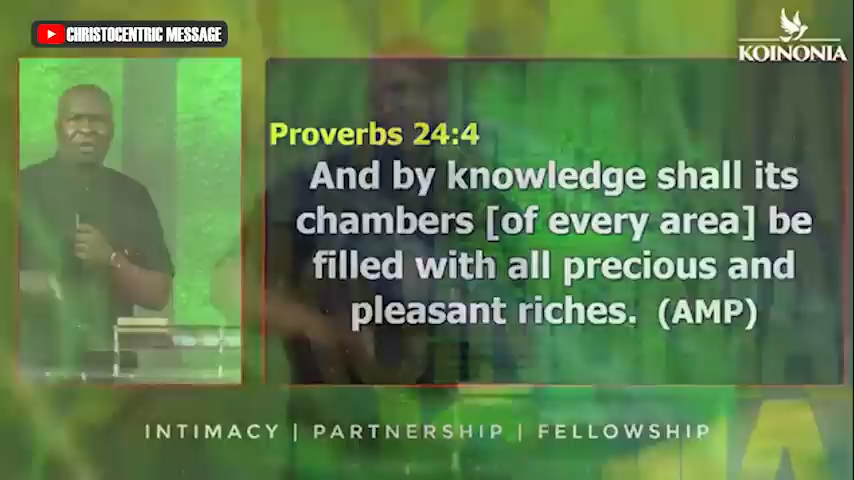 CHRISTOCENTRIC MESSAGE
KOINONIA
Proverbs 24:4
And by knowledge shall its
chambers [of every area] be
filled with all precious and
pleasant riches. (AMP)
INTIMACY | PARTNERSHIP | FELLOWSHIP